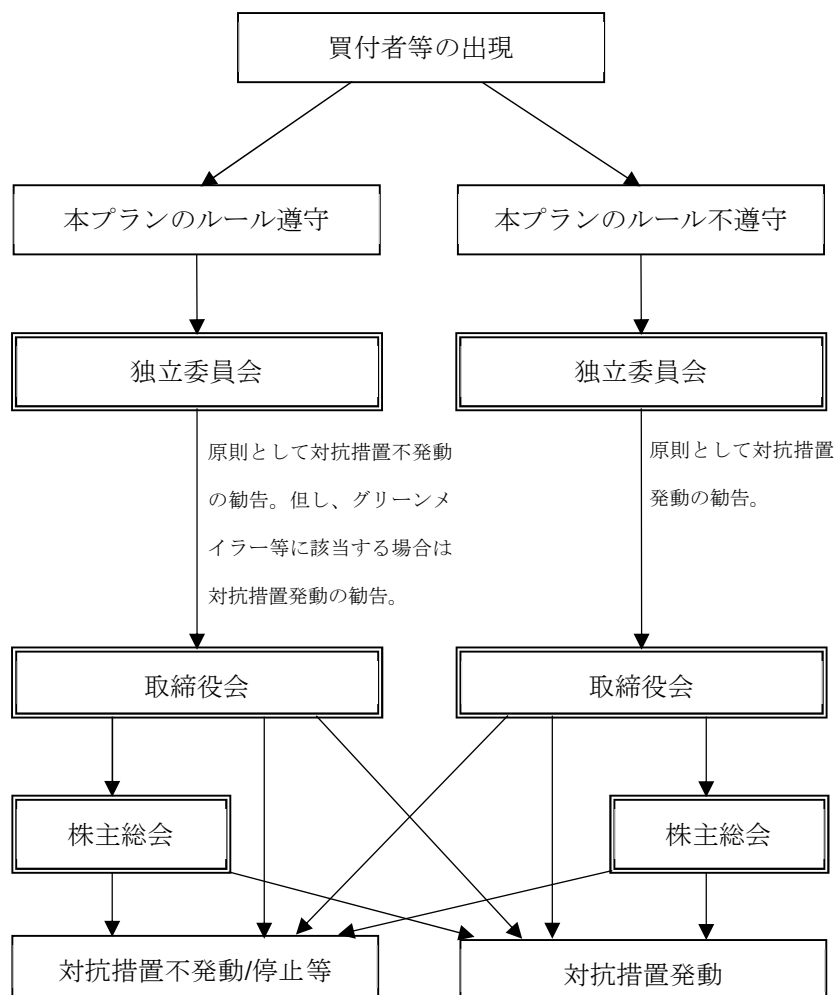 買付者等の出現
本プランのルール遵守
本プランのルール不遵守
独立委員会
独立委員会
原則として対抗措置不発動
の勧告。但し、グリーンメ
イラー等に該当する場合は
対抗措置発動の勧告。
原則として対抗措置
発動の勧告。
取締役会
取締役会
株主総会
株主総会
対抗措置不発動/停止等
対抗措置発動